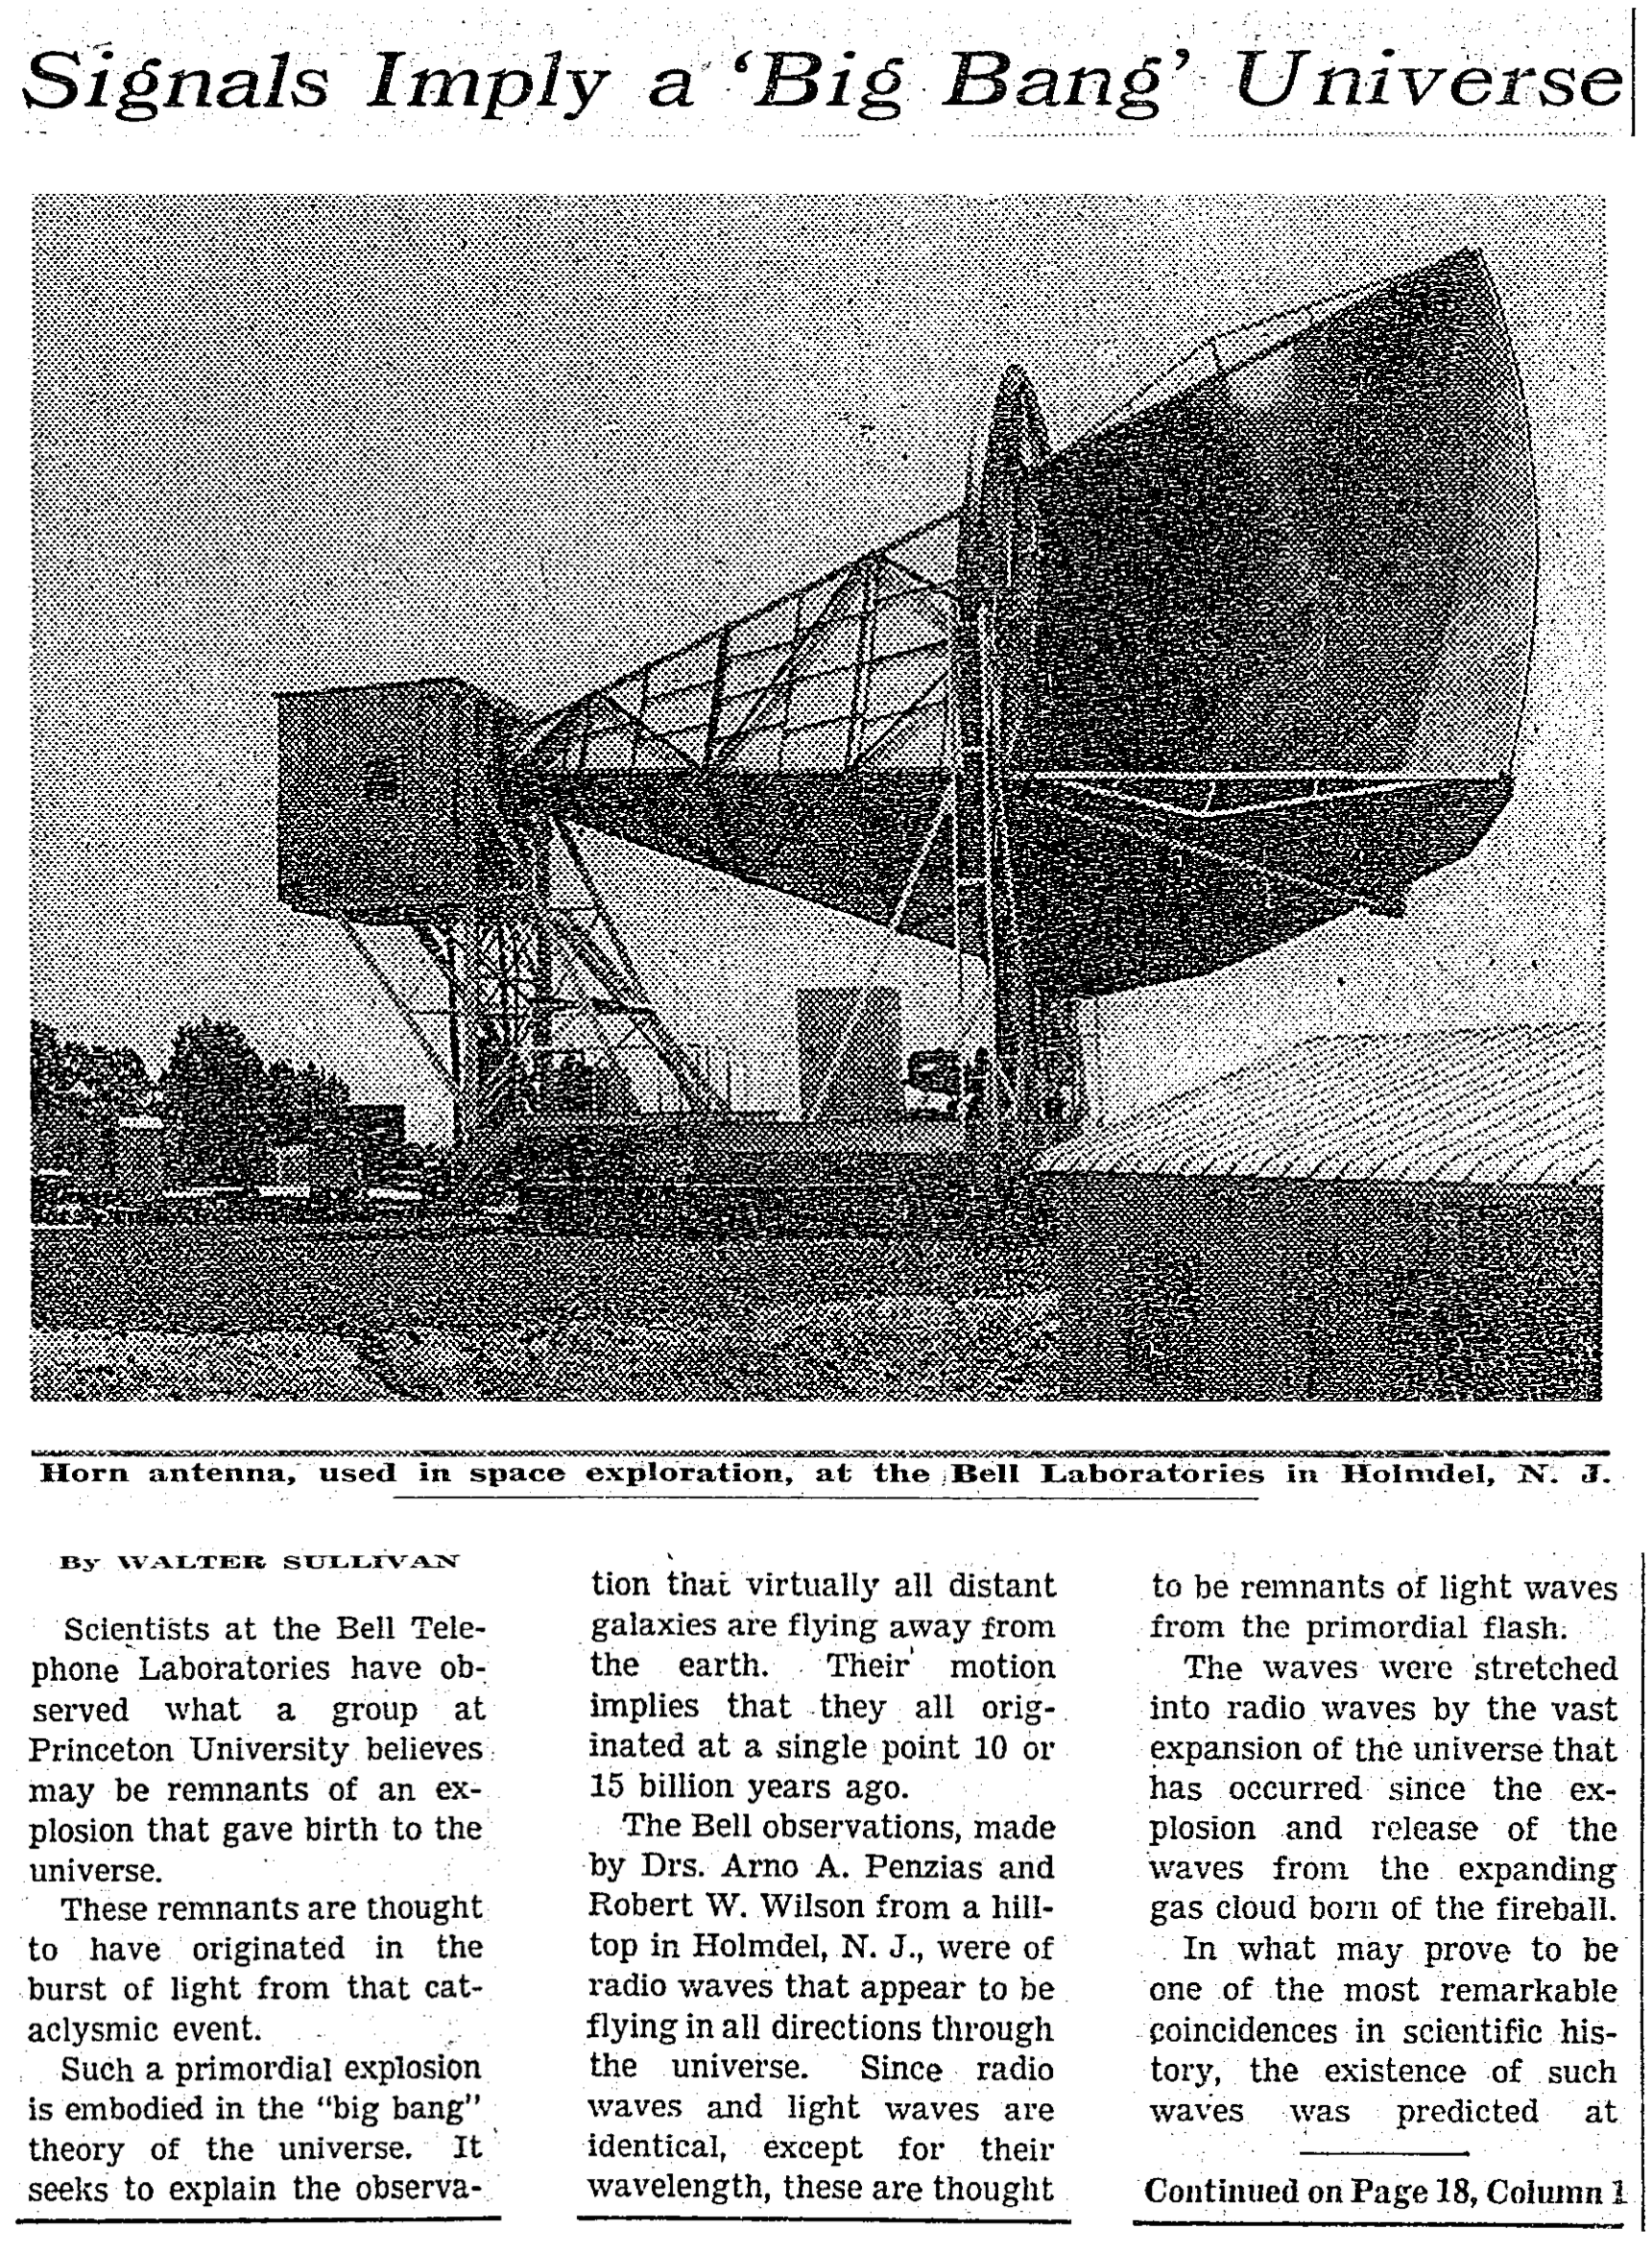 Signals Imply a ‘Big Bang’ Universe
Horn antenna, used in space exploration, at the Bell Laboratories in Holmdel, N. J.
By WALTER SULLIVAN
Scientists at the Bell Tele-
phone Laboratories have ob-
served what a group at
Princeton University believes
may be remnants of an ex-
plosion that gave birth to the
universe.
These remnants are thought
to have originated in the
burst of light from that cat-
aclysmic event.
Such a primordial explosion
is embodied in the “big bang”
theory of the universe. It
seeks to explain the observa-
tion that virtually all distant
galaxies are flying away from
the earth. Their motion
implies that they all orig-
inated at a single point 10 or
15 billion years ago.
The Bell observations, made
by Drs. Arno A. Penzias and
Robert W. Wilson from a hill-
top in Holmdel, N. J., were of
radio waves that appear to be
flying in all directions through
the universe. Since radio
waves and light waves are
identical, except for their
wavelength, these are thought
to be remnants of light waves
from the primordial flash.
The waves were stretched
into radio waves by the vast
expansion of the universe that
has occurred since the ex-
plosion and release of the
waves from the expanding
gas cloud born of the fireball.
In what may prove to be
one of the most remarkable
coincidences in scientific his-
tory, the existence of such
waves was predicted at
Continued on Page 18, Column 1